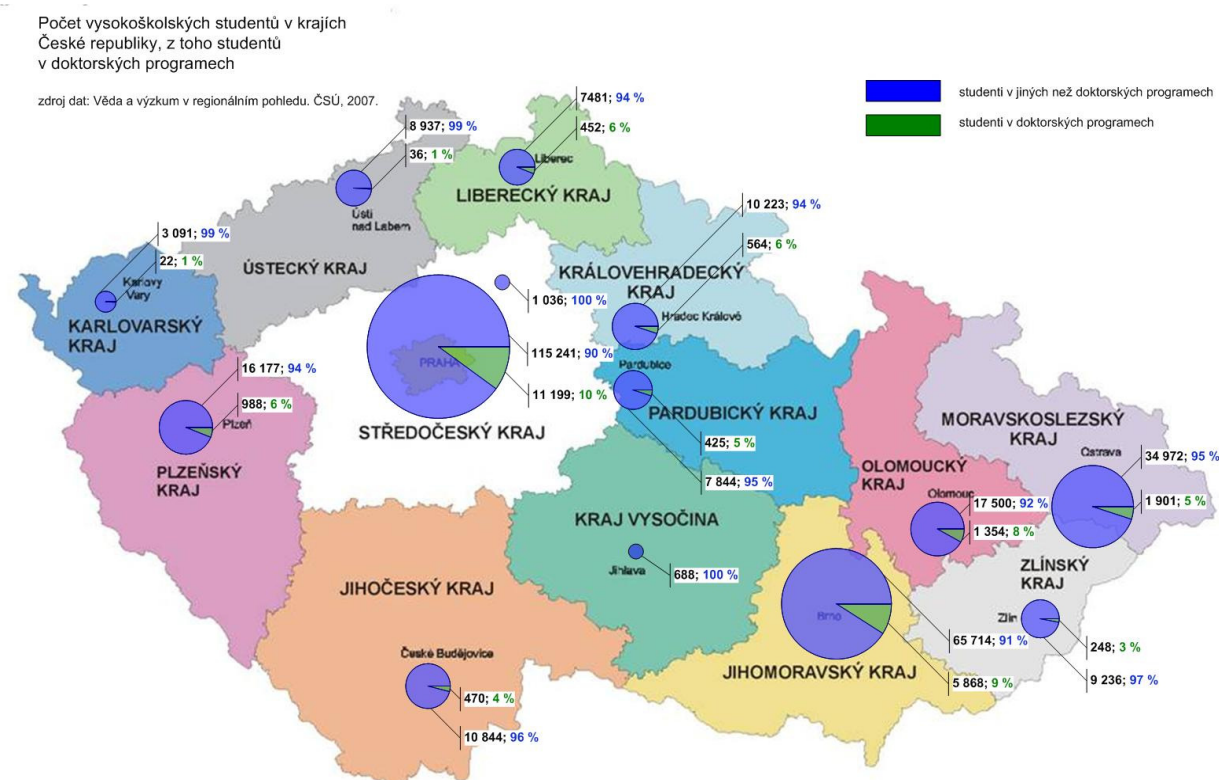 Počet vysokoškolských studentů v krajích
České republiky, z toho studentů
v doktorských programech
zdroj dat: Věda a výzkum v regionálním pohledu. ČSÚ, 2007.
studenti v jiných než doktorských programech
studenti v doktorských programech
7481; 94 %
452; 6 %
Liberec
LIBERECKÝ KRAJ
8 937; 99 %
36; 1 %
Ústí
nad Labem
ÚSTECKÝ KRAJ
3 091; 99 %
22; 1 %
Karlovy
Vary
KARLOVARSKÝ
KRAJ
10 223; 94 %
564; 6 %
KRÁLOVEHRADECKÝ
KRAJ
Hradec Králové
1 036; 100 %
115 241; 90 %
11 199; 10 %
PRAHA
STŘEDOČESKÝ KRAJ
Pardubice
PARDUBICKÝ KRAJ
425; 5 %
7 844; 95 %
16 177; 94 %
988; 6 %
Plzeň
PLZEŇSKÝ
KRAJ
MORAVSKOSLEZSKÝ
KRAJ
Ostrava
34 972; 95 %
1 901; 5 %
OLOMOUCKÝ
KRAJ
Olomouc
17 500; 92 %
1 354; 8 %
KRAJ VYSOČINA
Jihlava
688; 100 %
JIHOČESKÝ KRAJ
České Budějovice
470; 4 %
10 844; 96 %
Brno
65 714; 91 %
5 868; 9 %
JIHOMORAVSKÝ KRAJ
ZLÍNSKÝ
KRAJ
Zlín
248; 3 %
9 236; 97 %